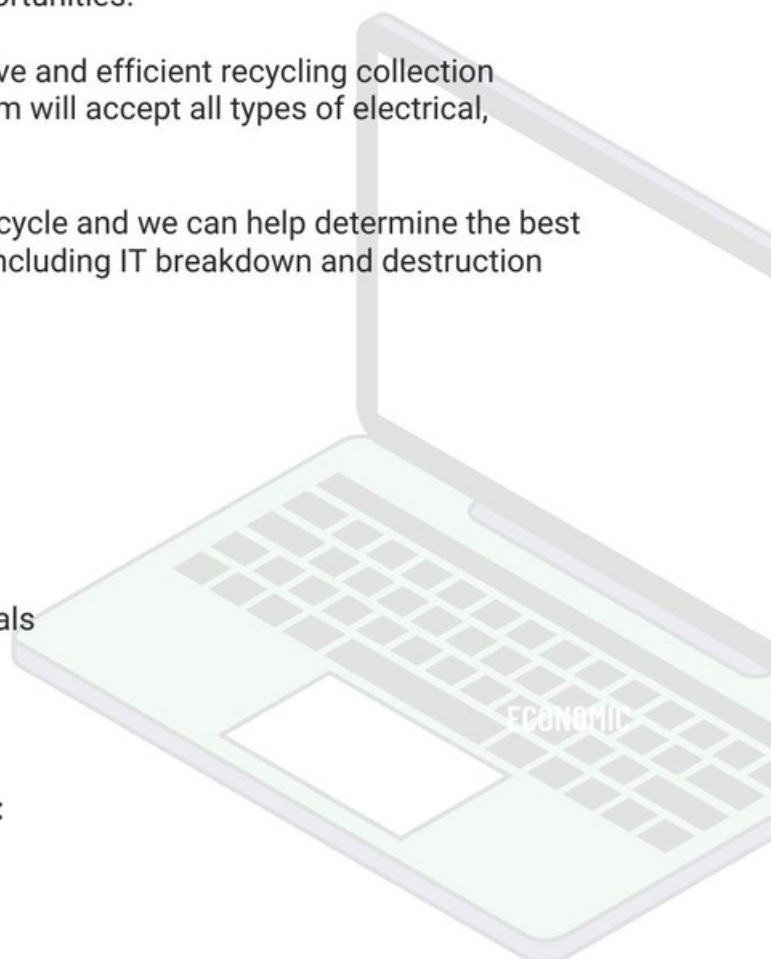 ortunities.
ve and efficient recycling collection
m will accept all types of electrical,
cycle and we can help determine the best
ncluding IT breakdown and destruction
als
ECONOMIC
: